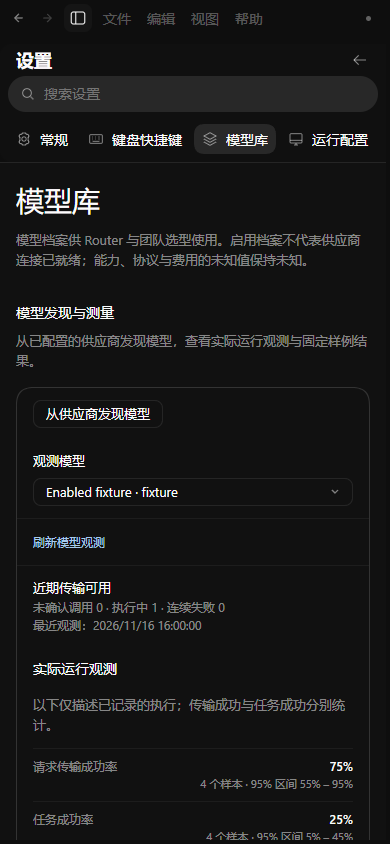 文件 编辑 视图 帮助
设置
搜索设置
常规 键盘快捷键 模型库 运行配置
模型库
模型档案供 Router 与团队选型使用。启用档案不代表供应商
连接已就绪；能力、协议与费用的未知值保持未知。
模型发现与测量
从已配置的供应商发现模型，查看实际运行观测与固定样例结
果。
从供应商发现模型
观测模型
Enabled fixture · fixture
刷新模型观测
近期传输可用
未确认调用 0 · 执行中 1 · 连续失败 0
最近观测：2026/11/16 16:00:00
实际运行观测
以下仅描述已记录的执行；传输成功与任务成功分别统
计。
请求传输成功率 75%
4 个样本 · 95% 区间 55% – 95%
任务成功率 25%
4 个样本 · 95% 区间 5% – 45%